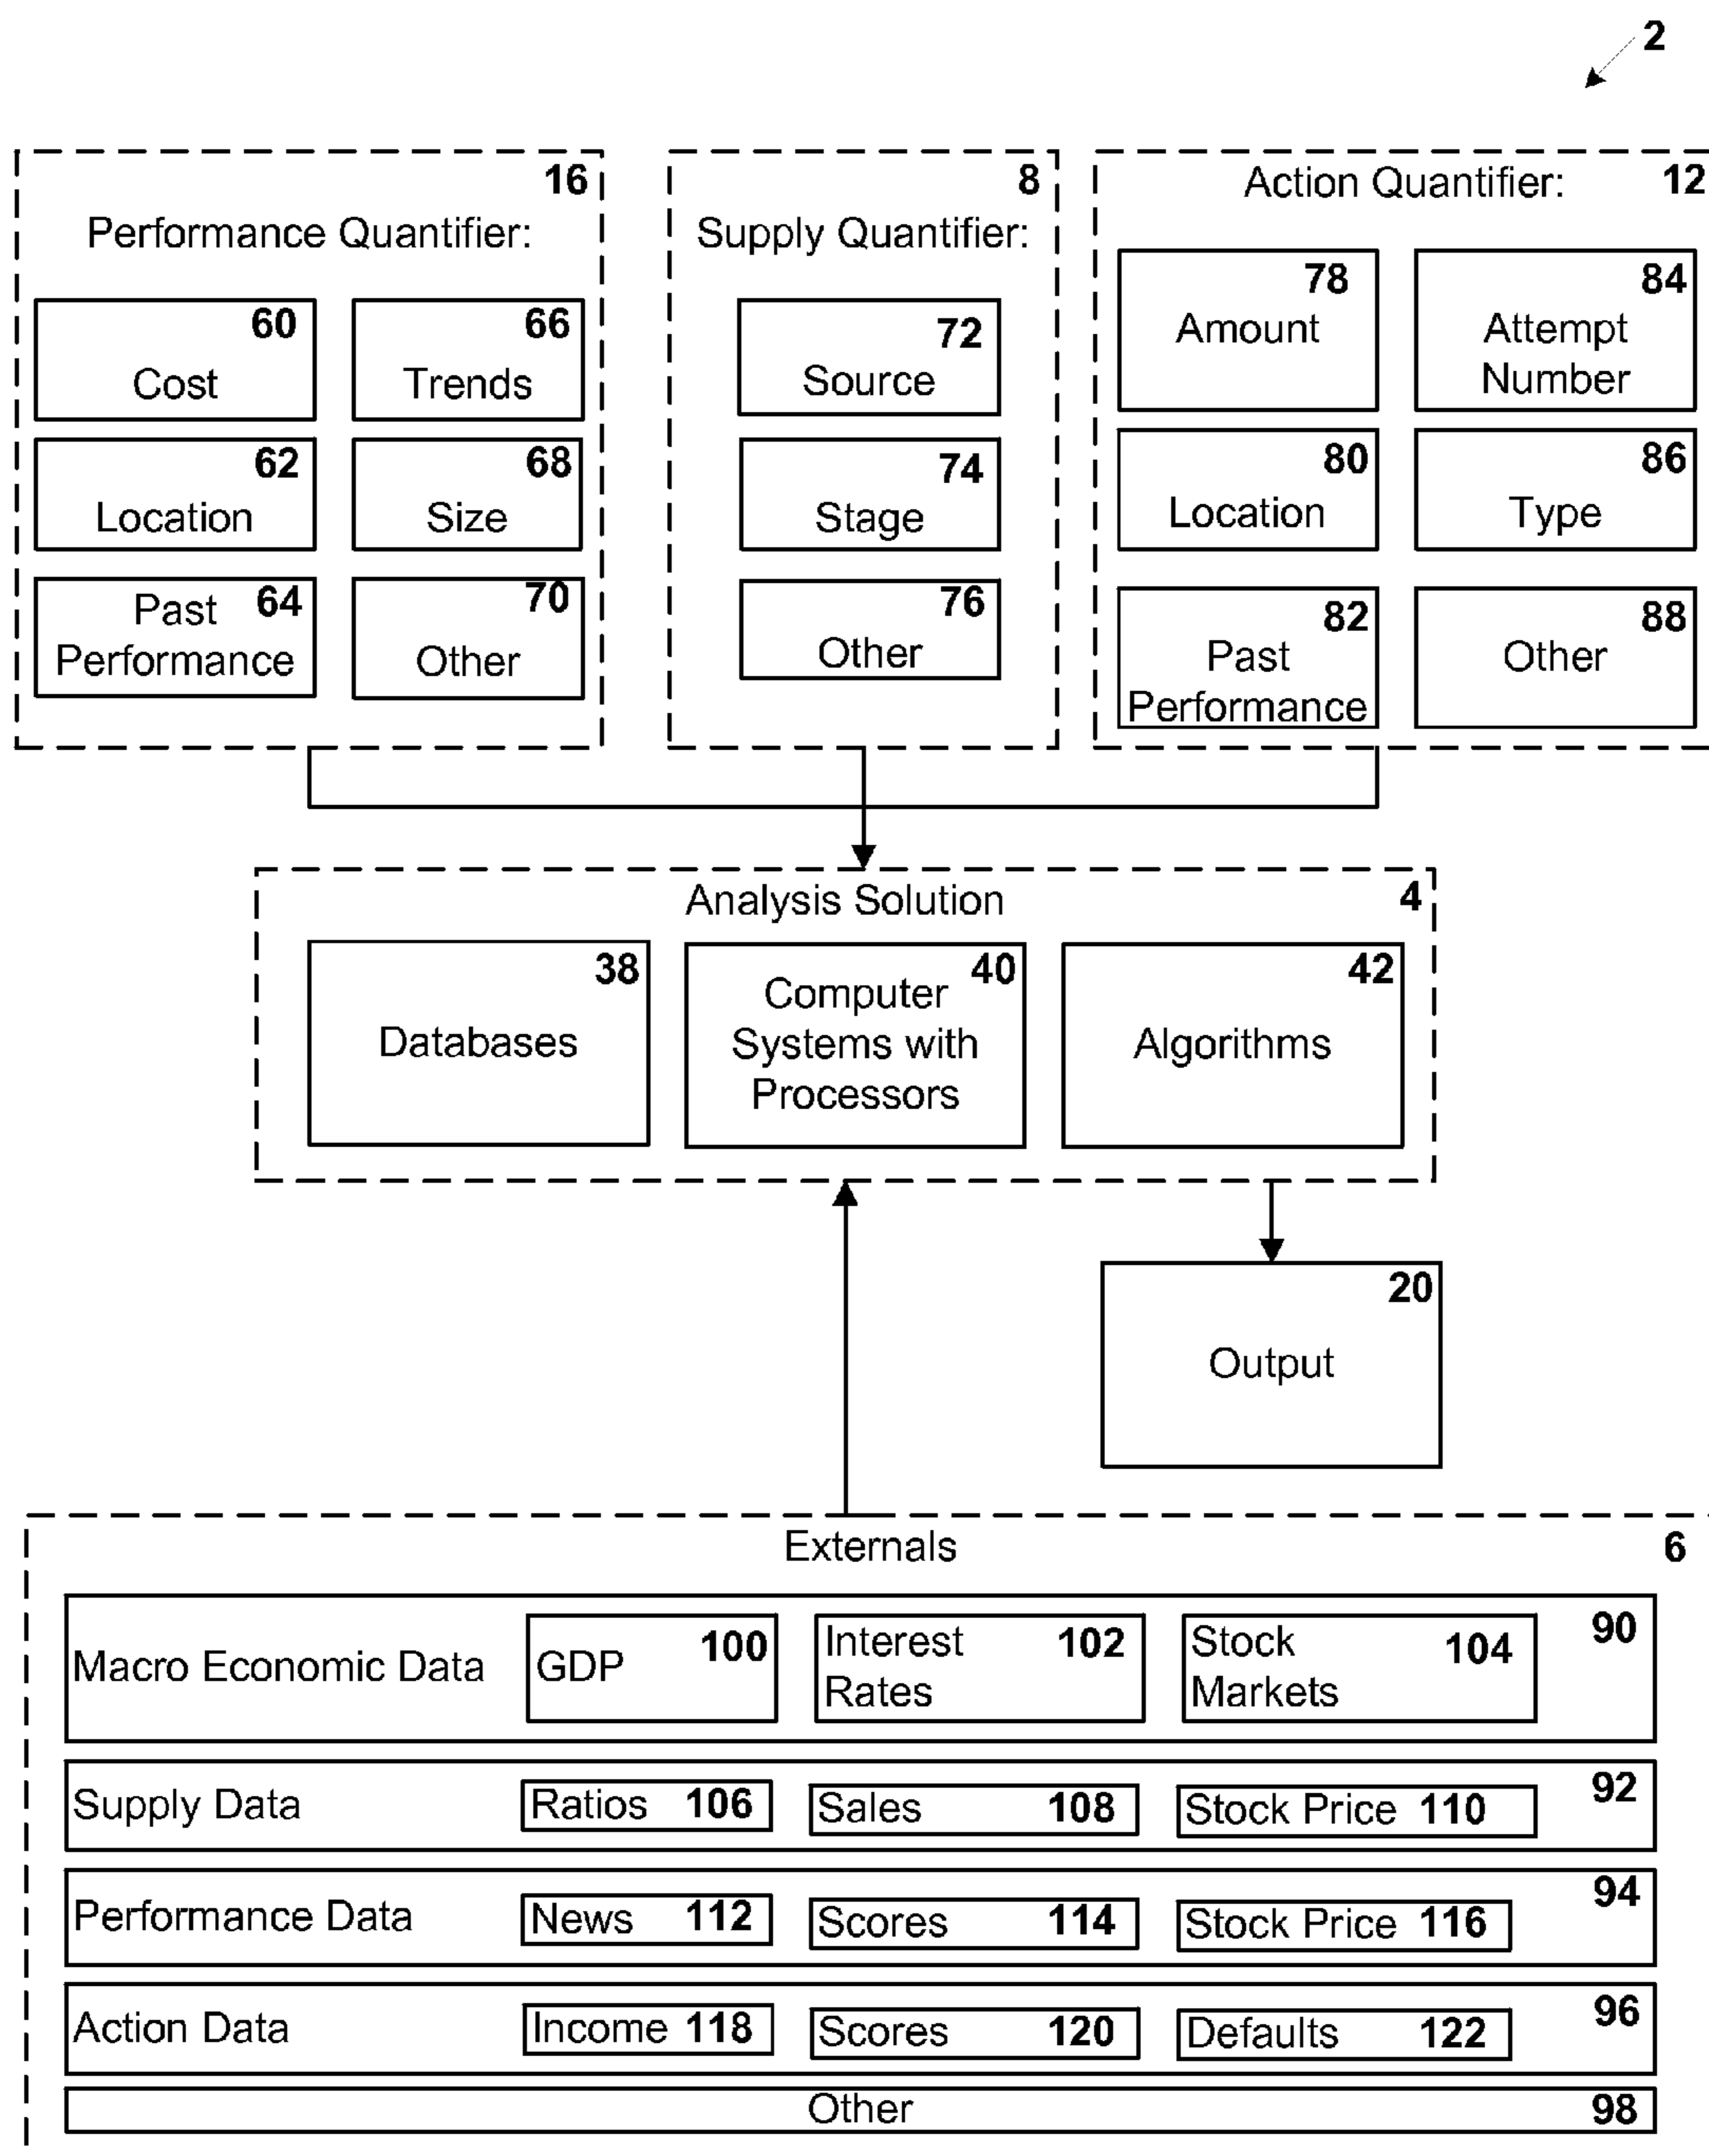 2
16
Performance Quantifier:
60
Cost
66
Trends
62
Location
68
Size
Past 64
Performance
70
Other
8
Supply Quantifier:
72
Source
74
Stage
76
Other
Action Quantifier: 12
78
Amount
84
Attempt
Number
80
Location
86
Type
82
Past
Performance
88
Other
Analysis Solution 4
38
Databases
40
Computer
Systems with
Processors
42
Algorithms
20
Output
Externals 6
90
Macro Economic Data
GDP 100
Interest 102
Rates
Stock 104
Markets
92
Supply Data
Ratios 106
Sales 108
Stock Price 110
94
Performance Data
News 112
Scores 114
Stock Price 116
96
Action Data
Income 118
Scores 120
Defaults 122
Other 98